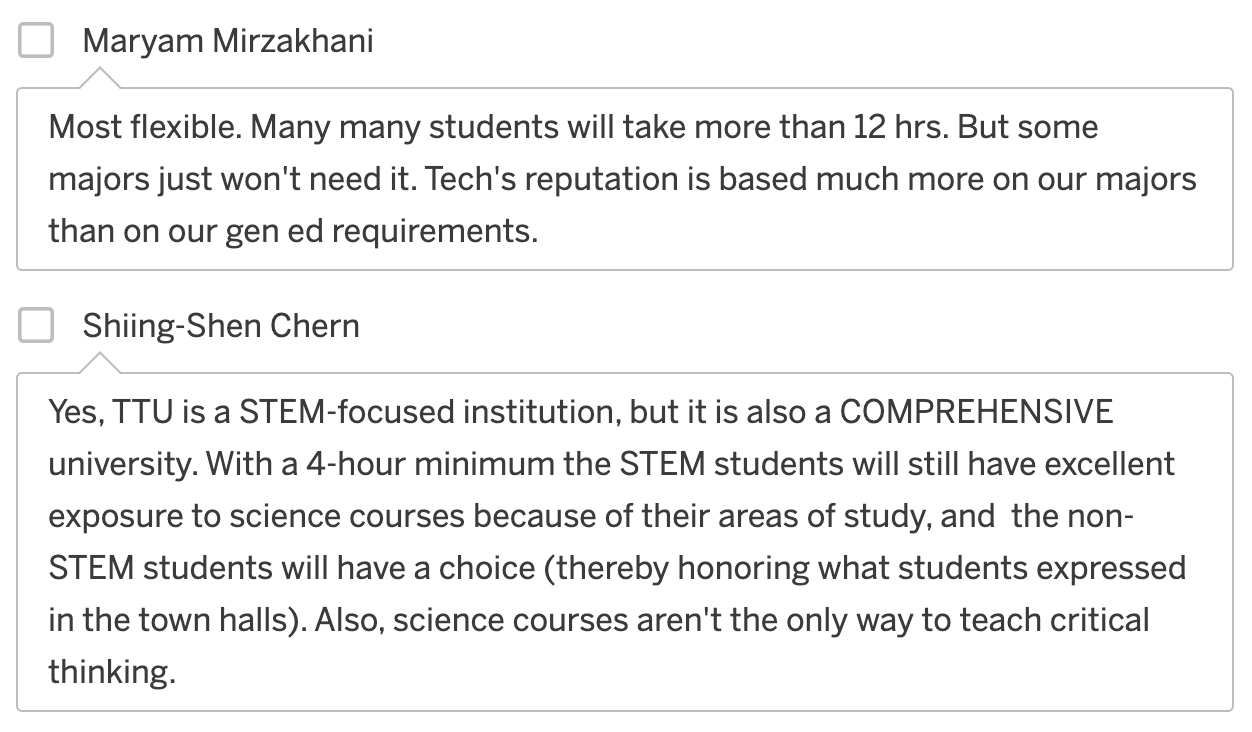 Maryam Mirzakhani
Most flexible. Many many students will take more than 12 hrs. But some
majors just won't need it. Tech's reputation is based much more on our majors
than on our gen ed requirements.
Shiing-Shen Chern
Yes, TTU is a STEM-focused institution, but it is also a COMPREHENSIVE
university. With a 4-hour minimum the STEM students will still have excellent
exposure to science courses because of their areas of study, and  the non-
STEM students will have a choice (thereby honoring what students expressed
in the town halls). Also, science courses aren't the only way to teach critical
thinking.